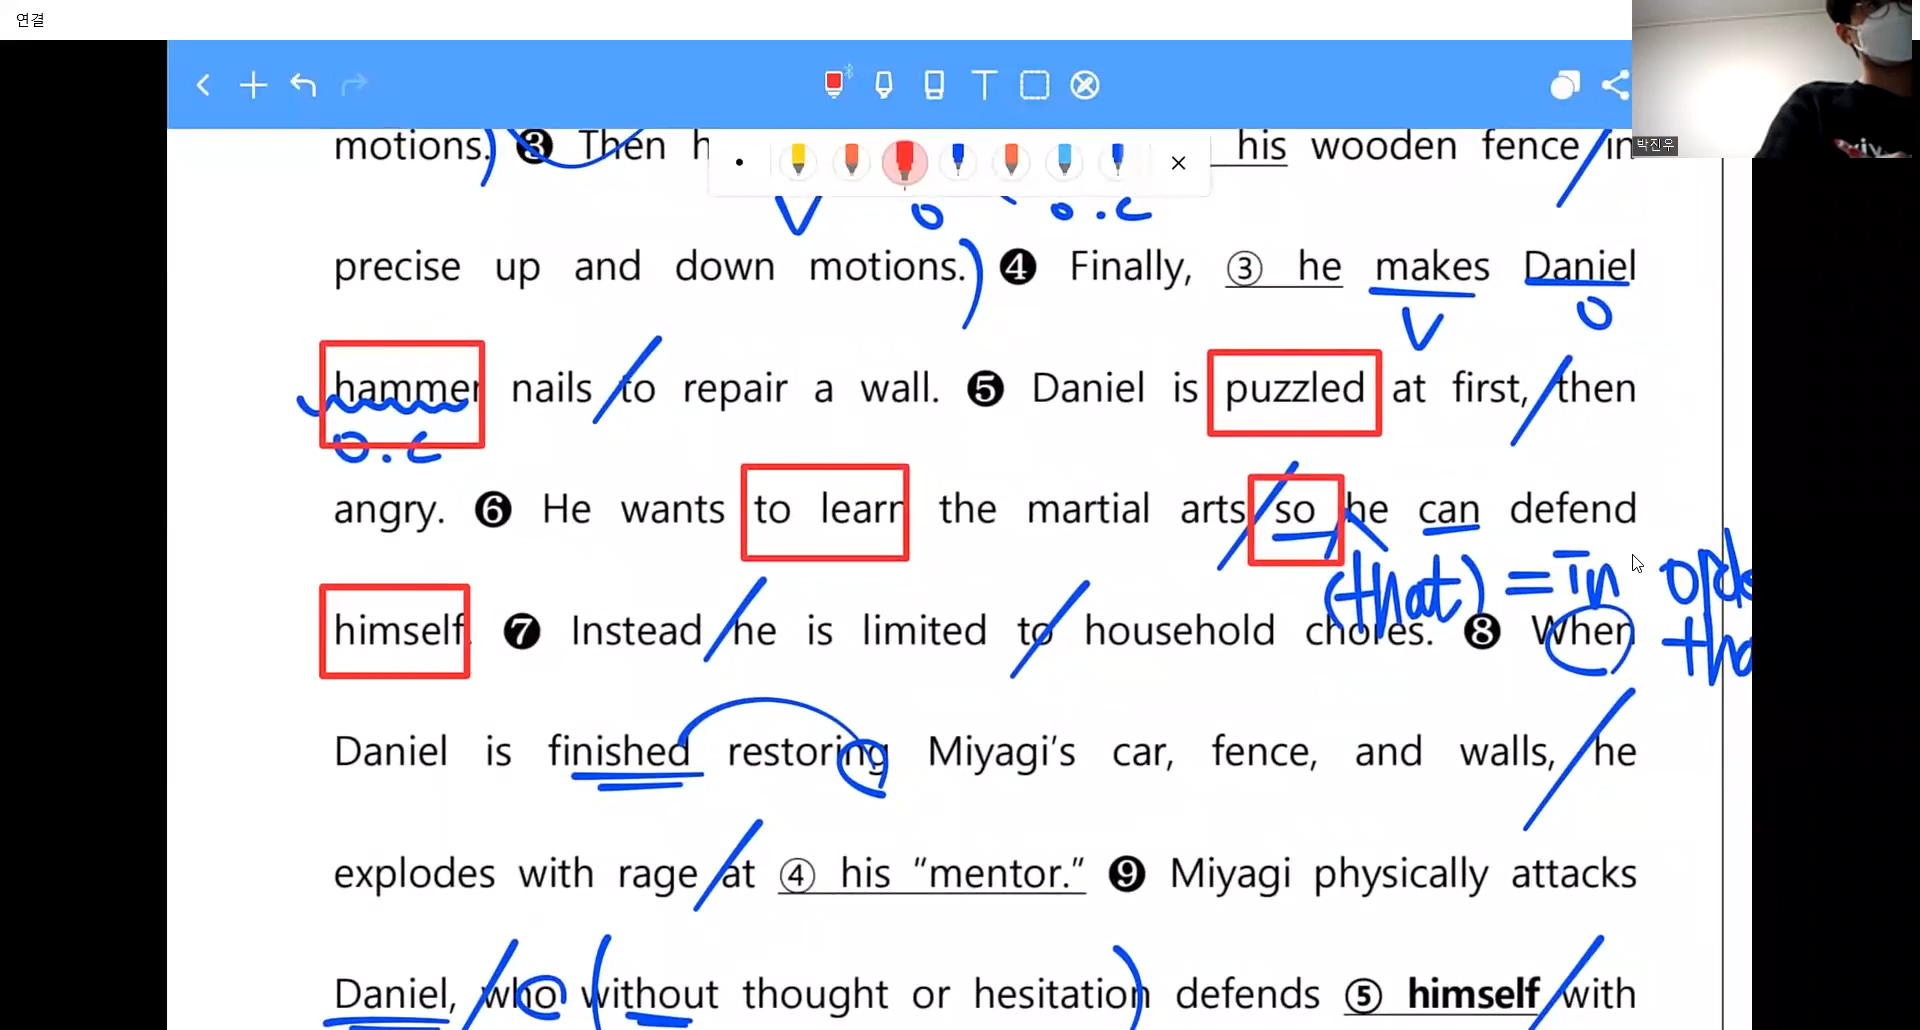 연결
박진우
motions.) ❸ Then h his wooden fence in
V O O.C
precise up and down motions.) ❹ Finally, ③ he makes Daniel
V O
hammer nails to repair a wall. ❺ Daniel is puzzled at first, then
O.C
angry. ❻ He wants to learn the martial arts so he can defend
(that) = in orde
himself. ❼ Instead he is limited to household chores. ❽ When
tha
Daniel is finished restoring Miyagi's car, fence, and walls, he
explodes with rage at ④ his "mentor." ❾ Miyagi physically attacks
Daniel, who without thought or hesitation defends ⑤ himself with